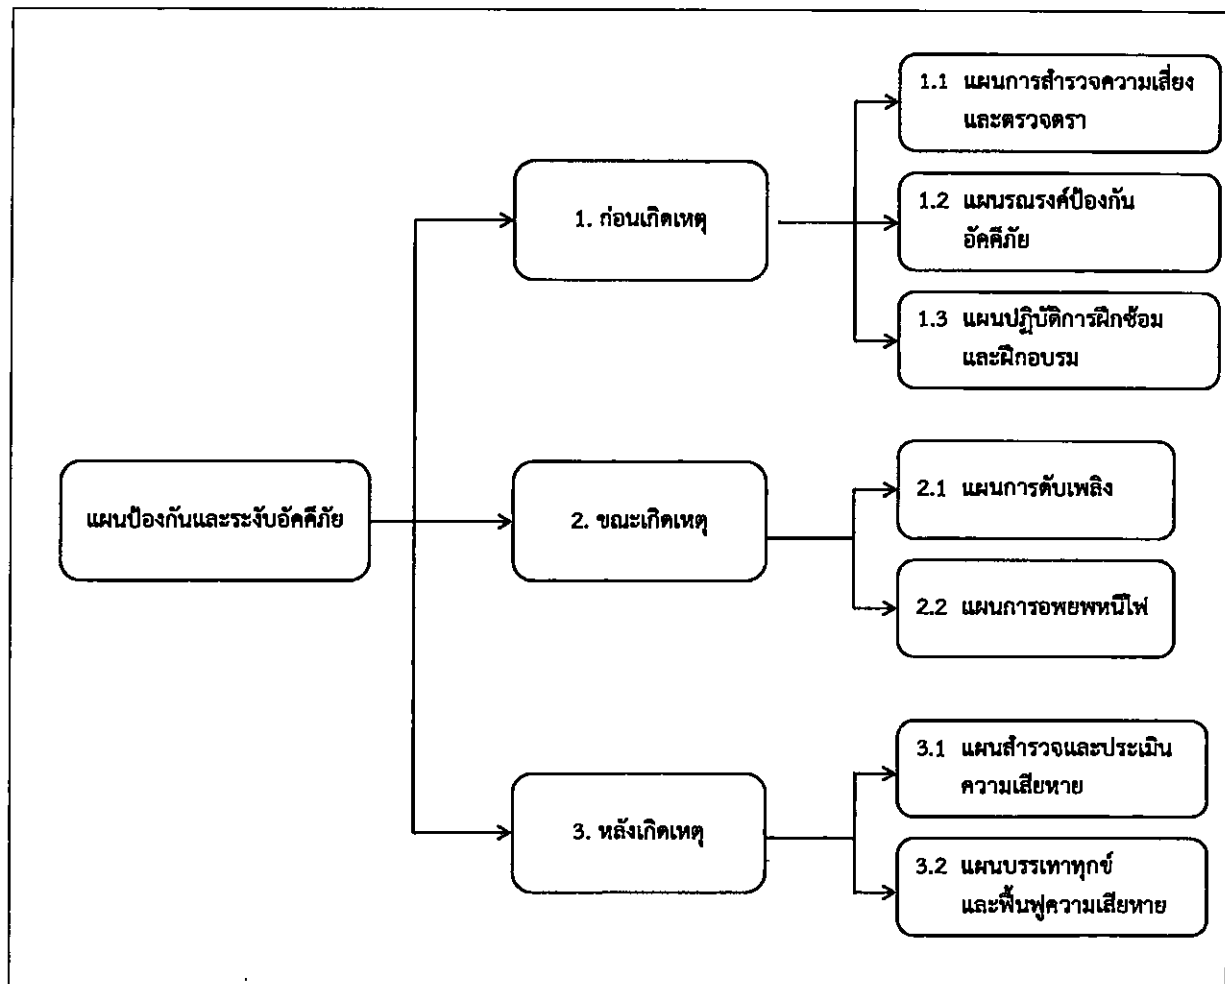 1.1 แผนการสำรวจความเสี่ยง
และตรวจตรา
1. ก่อนเกิดเหตุ
1.2 แผนรณรงค์ป้องกัน
อัคคีภัย
1.3 แผนปฏิบัติการฝึกซ้อม
และฝึกอบรม
แผนป้องกันและระงับอัคคีภัย
2. ขณะเกิดเหตุ
2.1 แผนการดับเพลิง
2.2 แผนการอพยพหนีไฟ
3. หลังเกิดเหตุ
3.1 แผนสำรวจและประเมิน
ความเสียหาย
3.2 แผนบรรเทาทุกข์
และฟื้นฟูความเสียหาย